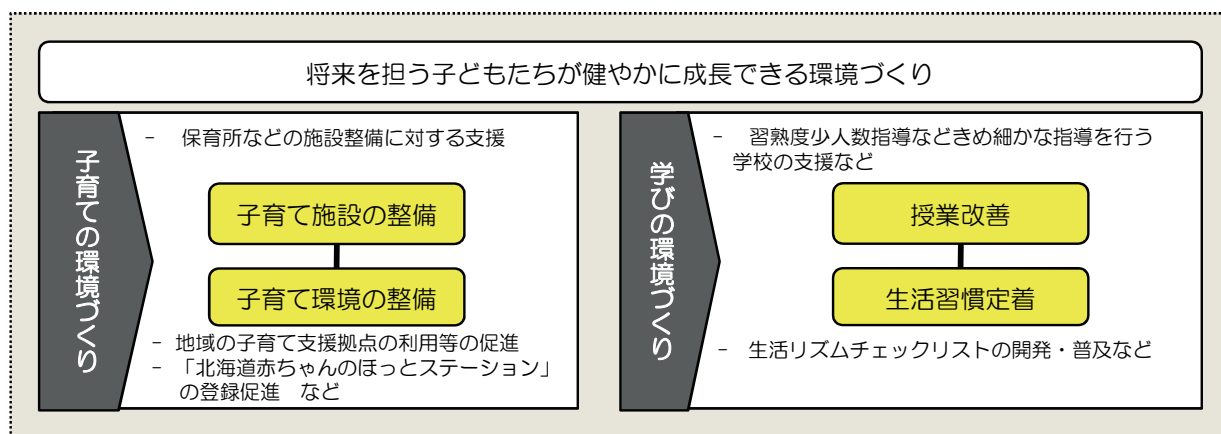 将来を担う子どもたちが健やかに成長できる環境づくり
子育ての環境づくり
－　保育所などの施設整備に対する支援
子育て施設の整備
子育て環境の整備
－ 地域の子育て支援拠点の利用等の促進
－ 「北海道赤ちゃんのほっとステーション」
の登録促進　など
学びの環境づくり
－　習熟度少人数指導などきめ細かな指導を行う
学校の支援など
授業改善
生活習慣定着
－　生活リズムチェックリストの開発・普及など